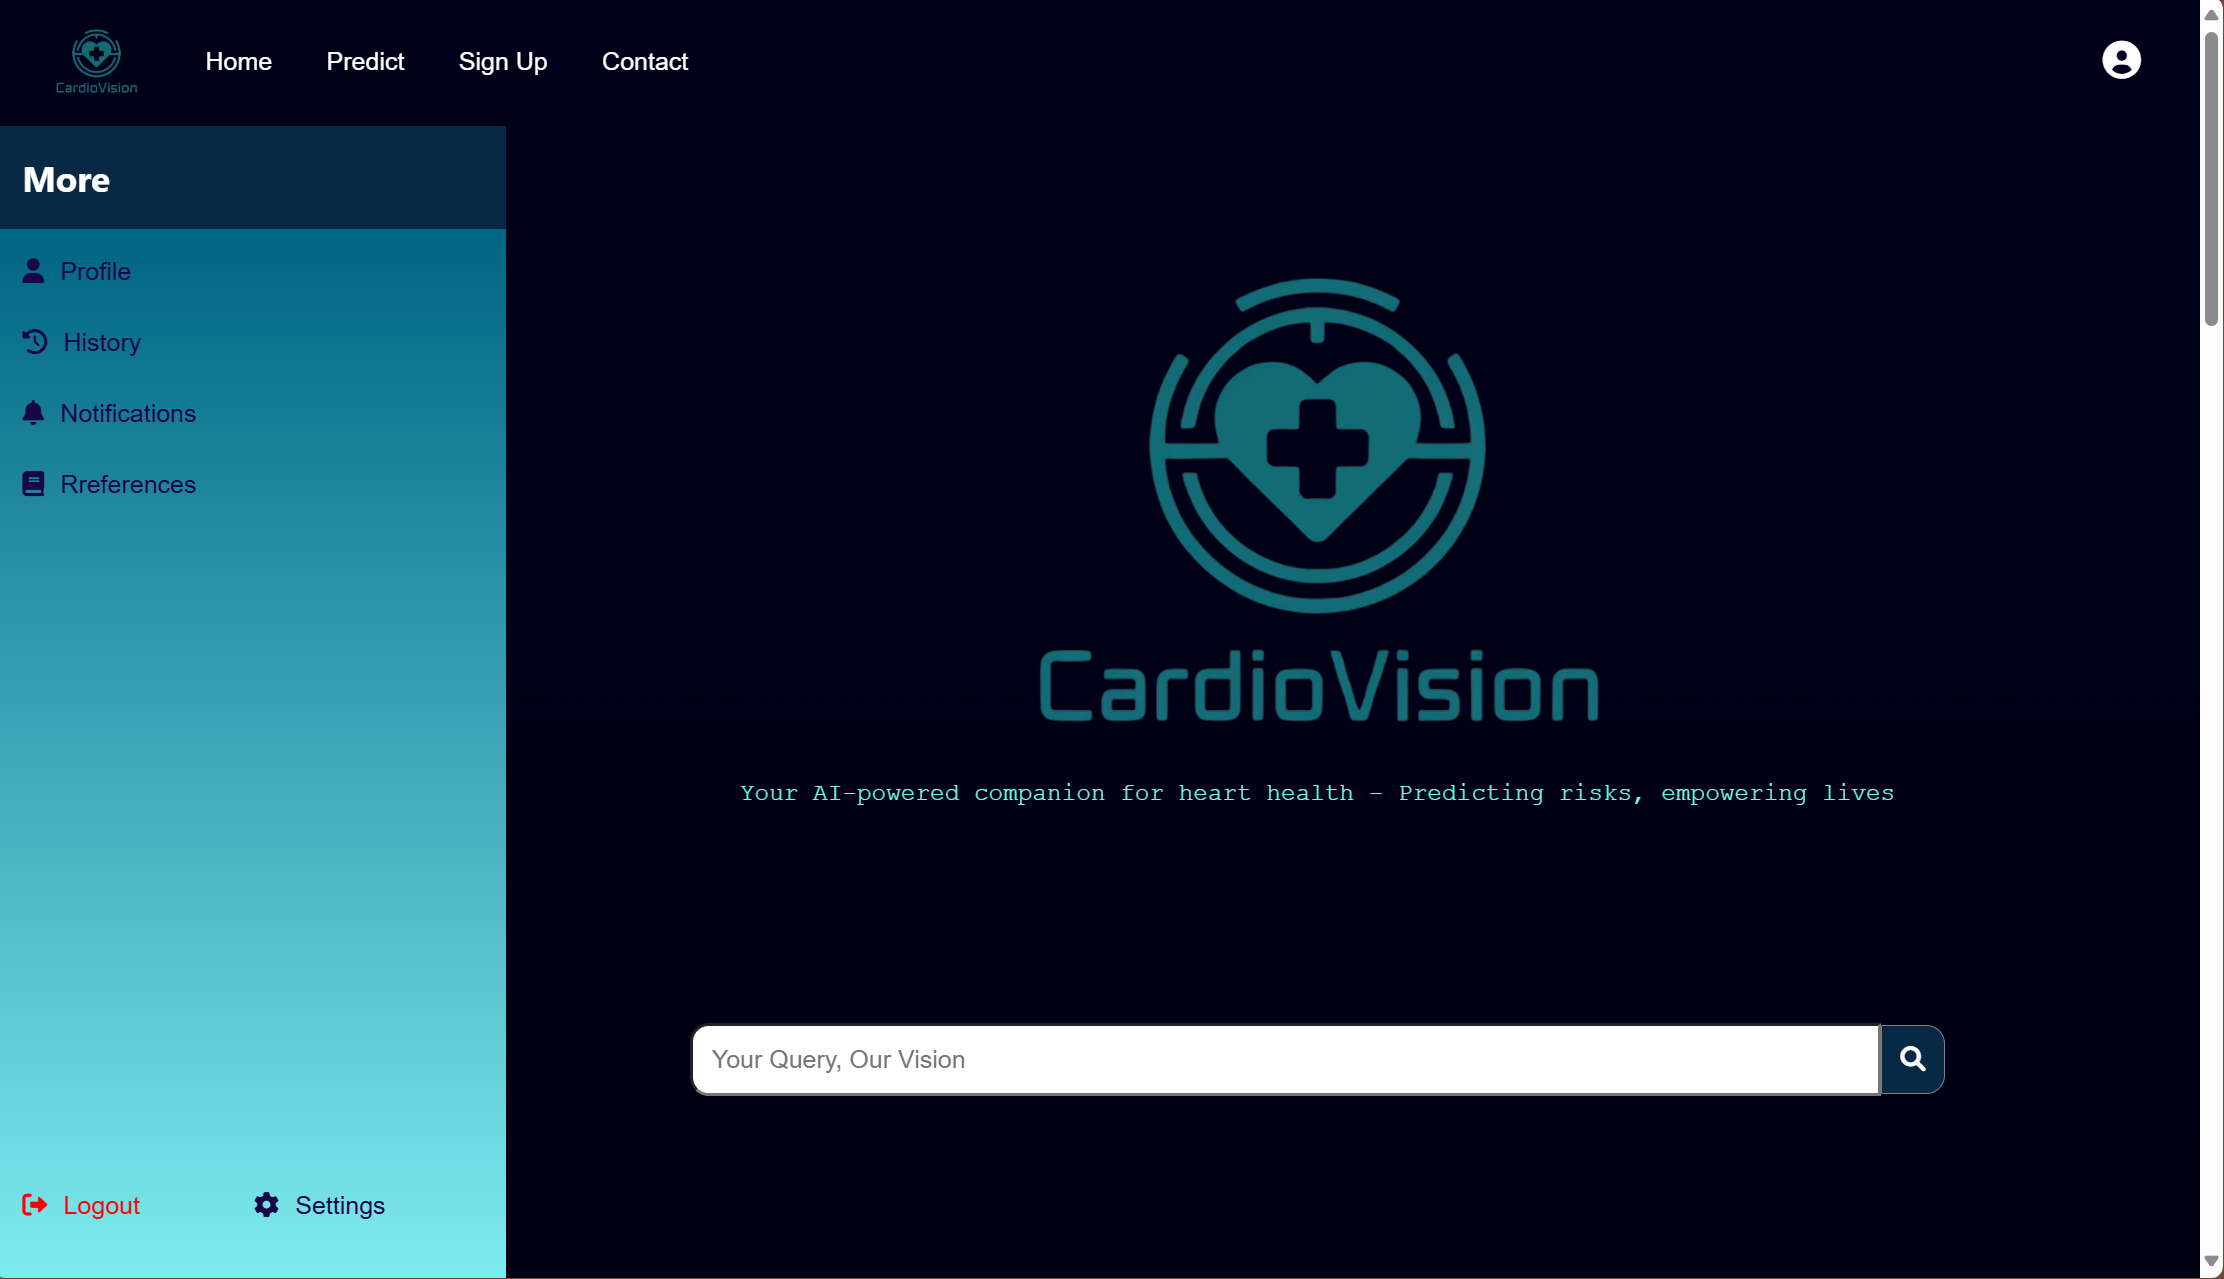 CardioVision
Home Predict Sign Up Contact
More
Profile
History
Notifications
Rreferences
Logout Settings
CardioVision
Your AI-powered companion for heart health - Predicting risks, empowering lives
Your Query, Our Vision